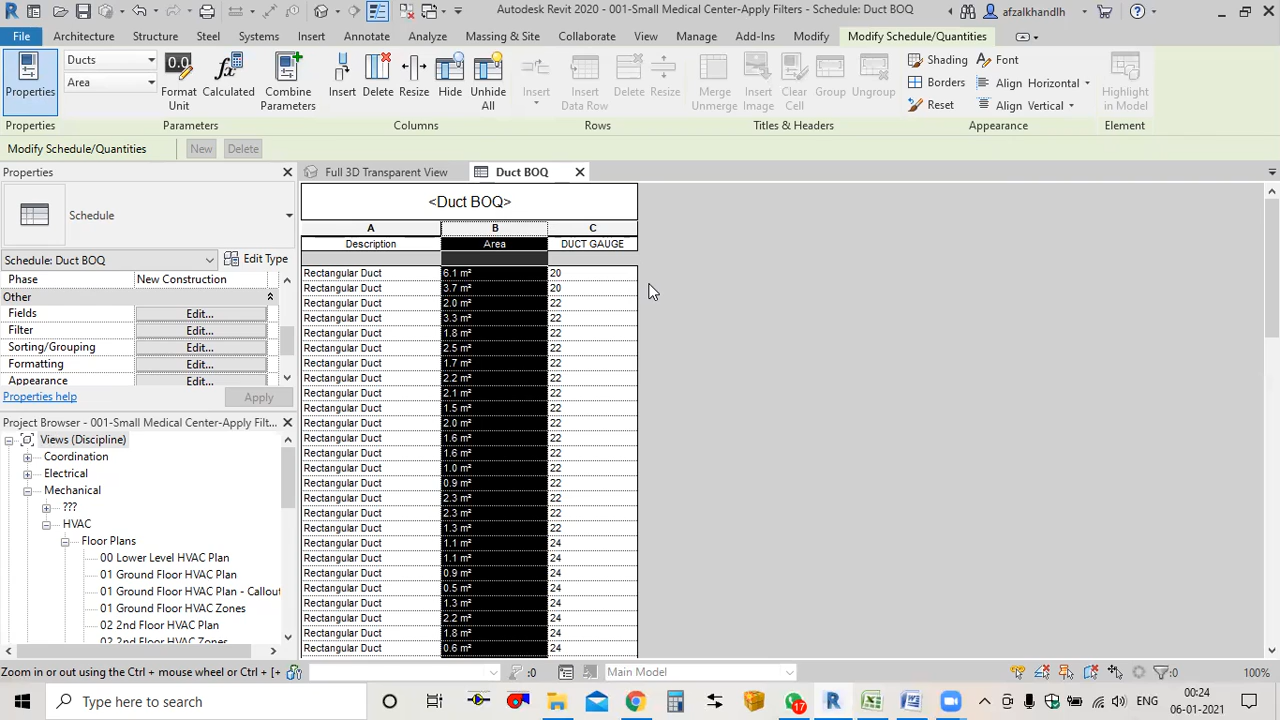 Autodesk Revit 2020 - 001-Small Medical Center-Apply Filters - Schedule: Duct BOQ
afzalkhandh
File Architecture Structure Steel Systems Insert Annotate Analyze Massing & Site Collaborate View Manage Add-Ins Modify Modify/Schedule/Quantities
Properties
Ducts
Area
Format Unit
Calculated
Combine Parameters
Insert
Delete
Resize
Hide
Unhide All
Insert
Insert Data Row
Delete
Resize
Merge Unmerge
Insert Image
Clear Cell
Group
Ungroup
Shading
Borders
Reset
Font
Align Horizontal
Align Vertical
Highlight in Model
Properties Parameters Columns Rows Titles & Headers Appearance Element
Modify Schedule/Quantities New Delete
Properties
Full 3D Transparent View
Duct BOQ
Schedule
Schedule: Duct BOQ Edit Type
Phase New Construction
Other
Fields Edit...
Filter Edit...
Sorting/Grouping Edit...
Formatting Edit...
Appearance Edit...
Properties help Apply
Project Browser - 001-Small Medical Center-Apply Filt...
Views (Discipline)
Coordination
Electrical
Mechanical
???
HVAC
Floor Plans
00 Lower Level HVAC Plan
01 Ground Floor HVAC Plan
01 Ground Floor HVAC Plan - Callout
01 Ground Floor HVAC Zones
02 2nd Floor HVAC Plan
02 2nd Floor HVAC Zones
<Duct BOQ>
A B C
Description Area DUCT GAUGE
Rectangular Duct 6.1 m² 20
Rectangular Duct 3.7 m² 20
Rectangular Duct 2.0 m² 22
Rectangular Duct 3.3 m² 22
Rectangular Duct 1.8 m² 22
Rectangular Duct 2.5 m² 22
Rectangular Duct 1.7 m² 22
Rectangular Duct 2.2 m² 22
Rectangular Duct 2.1 m² 22
Rectangular Duct 1.5 m² 22
Rectangular Duct 2.0 m² 22
Rectangular Duct 1.6 m² 22
Rectangular Duct 1.6 m² 22
Rectangular Duct 1.0 m² 22
Rectangular Duct 0.9 m² 22
Rectangular Duct 2.3 m² 22
Rectangular Duct 2.3 m² 22
Rectangular Duct 1.3 m² 22
Rectangular Duct 1.1 m² 24
Rectangular Duct 1.1 m² 24
Rectangular Duct 0.9 m² 24
Rectangular Duct 0.5 m² 24
Rectangular Duct 1.3 m² 24
Rectangular Duct 2.2 m² 24
Rectangular Duct 1.8 m² 24
Rectangular Duct 0.6 m² 24
Zoom in or out using the Ctrl + mouse wheel or Ctrl + [+
:0
Main Model
:0
100
Type here to search
17
ENG
00:24
06-01-2021